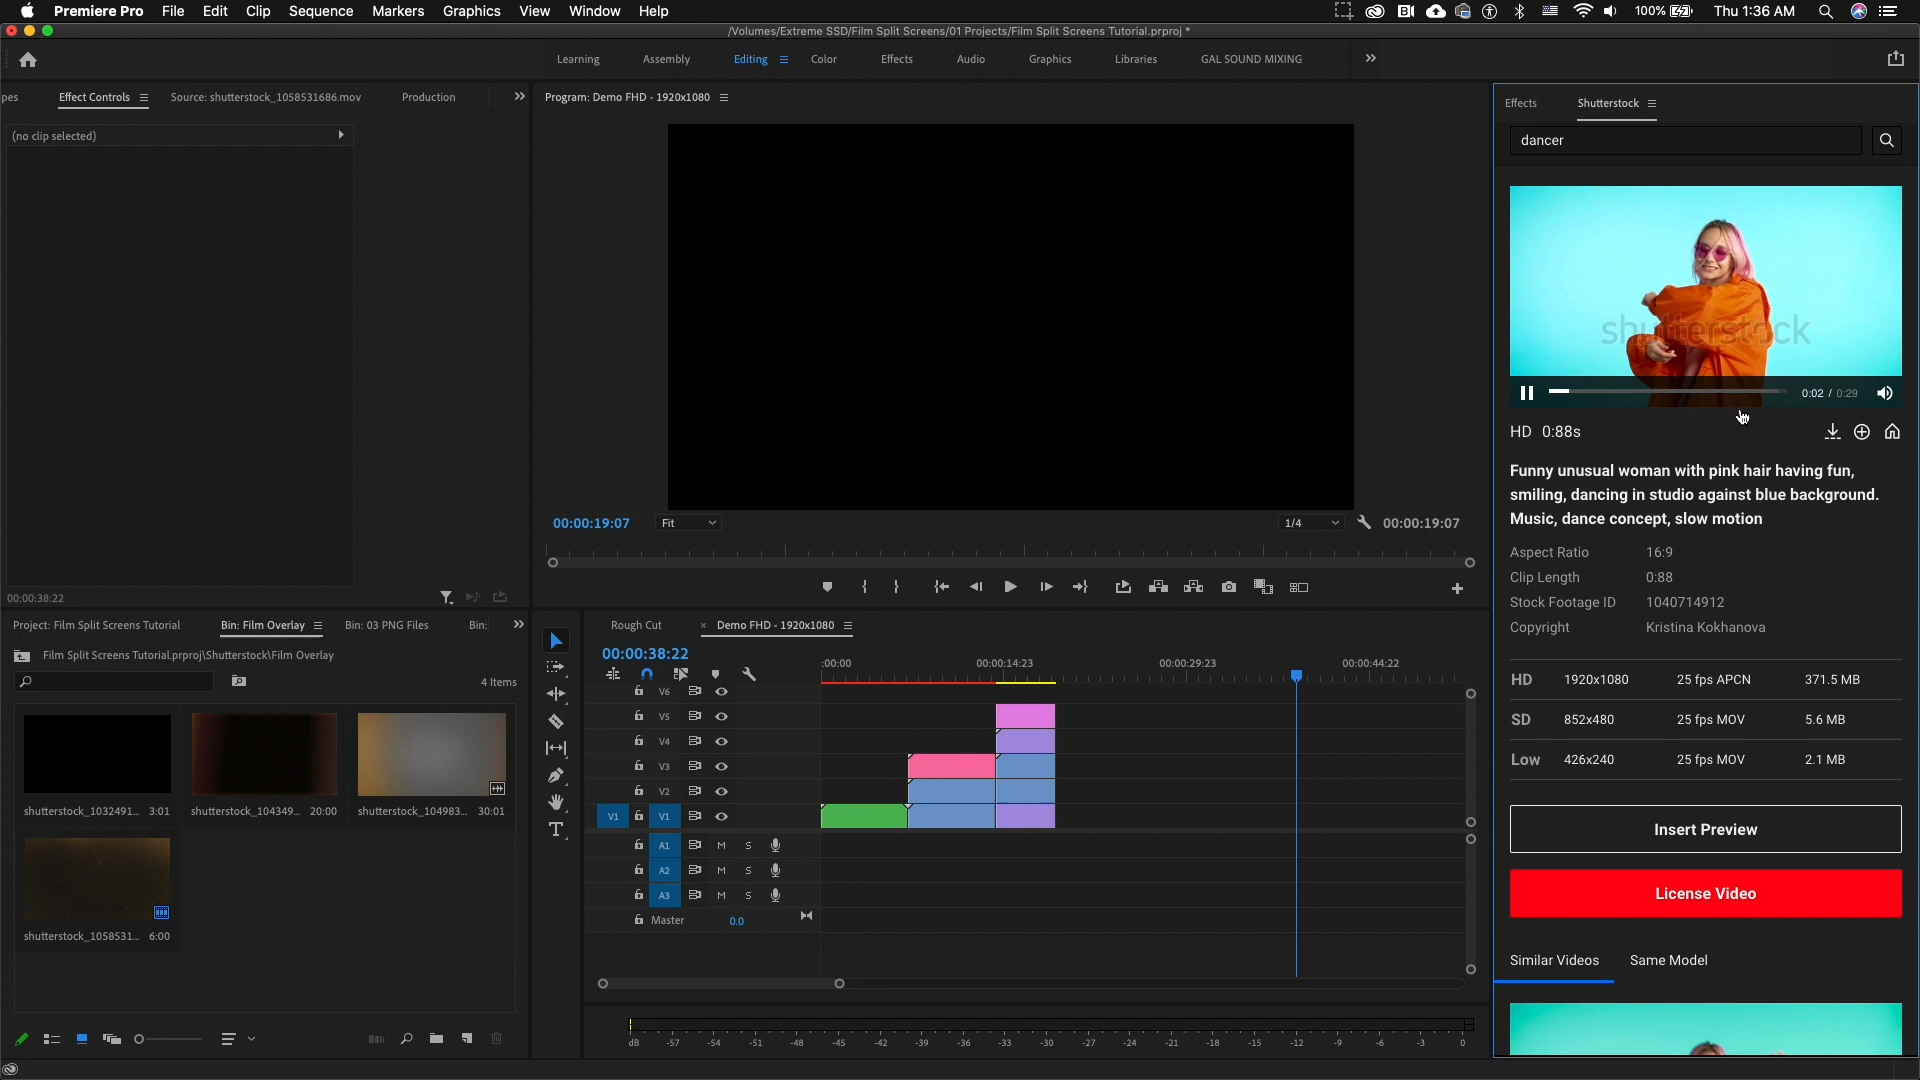 Premiere Pro File Edit Clip Sequence Markers Graphics View Window Help 100% Thu 1:36 AM
/Volumes/Extreme SSD/Film Split Screens/01 Projects/Film Split Screens Tutorial.prproj *
Learning Assembly Editing Color Effects Audio Graphics Libraries GAL SOUND MIXING
pes Effect Controls Source: shutterstock_1058531686.mov Production
Program: Demo FHD - 1920x1080
Effects Shutterstock
(no clip selected)
dancer
shutterstock
0:02 / 0:29
HD 0:88s
Funny unusual woman with pink hair having fun,
smiling, dancing in studio against blue background.
Music, dance concept, slow motion
00:00:19:07 Fit 1/4 00:00:19:07
Aspect Ratio 16:9
Clip Length 0:88
Stock Footage ID 1040714912
Copyright Kristina Kokhanova
00:00:38:22
Project: Film Split Screens Tutorial Bin: Film Overlay Bin: 03 PNG Files Bin:
Film Split Screens Tutorial.prproj\Shutterstock\Film Overlay
4 Items
shutterstock_1032491... 3:01
shutterstock_104349... 20:00
shutterstock_104983... 30:01
shutterstock_1058531... 6:00
Rough Cut × Demo FHD - 1920x1080
00:00:38:22
:00:00 00:00:14:23 00:00:29:23 00:00:44:22
V6
V5
V4
V3
V2
V1 V1
A1 M S
A2 M S
A3 M S
Master 0.0
dB -57 -54 -51 -48 -45 -42 -39 -36 -33 -30 -27 -24 -21 -18 -15 -12 -9 -6 -3 0
HD 1920x1080 25 fps APCN 371.5 MB
SD 852x480 25 fps MOV 5.6 MB
Low 426x240 25 fps MOV 2.1 MB
Insert Preview
License Video
Similar Videos Same Model